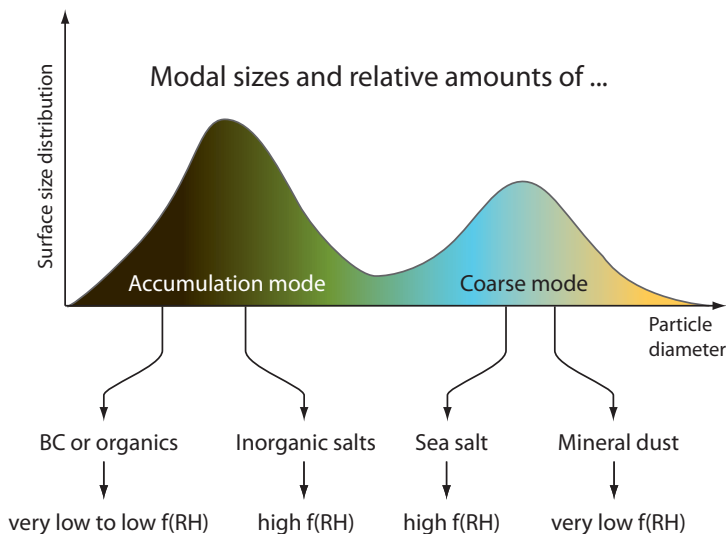 Modal sizes and relative amounts of ...
Surface size distribution
Accumulation mode
Coarse mode
Particle
diameter
BC or organics
Inorganic salts
Sea salt
Mineral dust
very low to low f(RH)
high f(RH)
high f(RH)
very low f(RH)